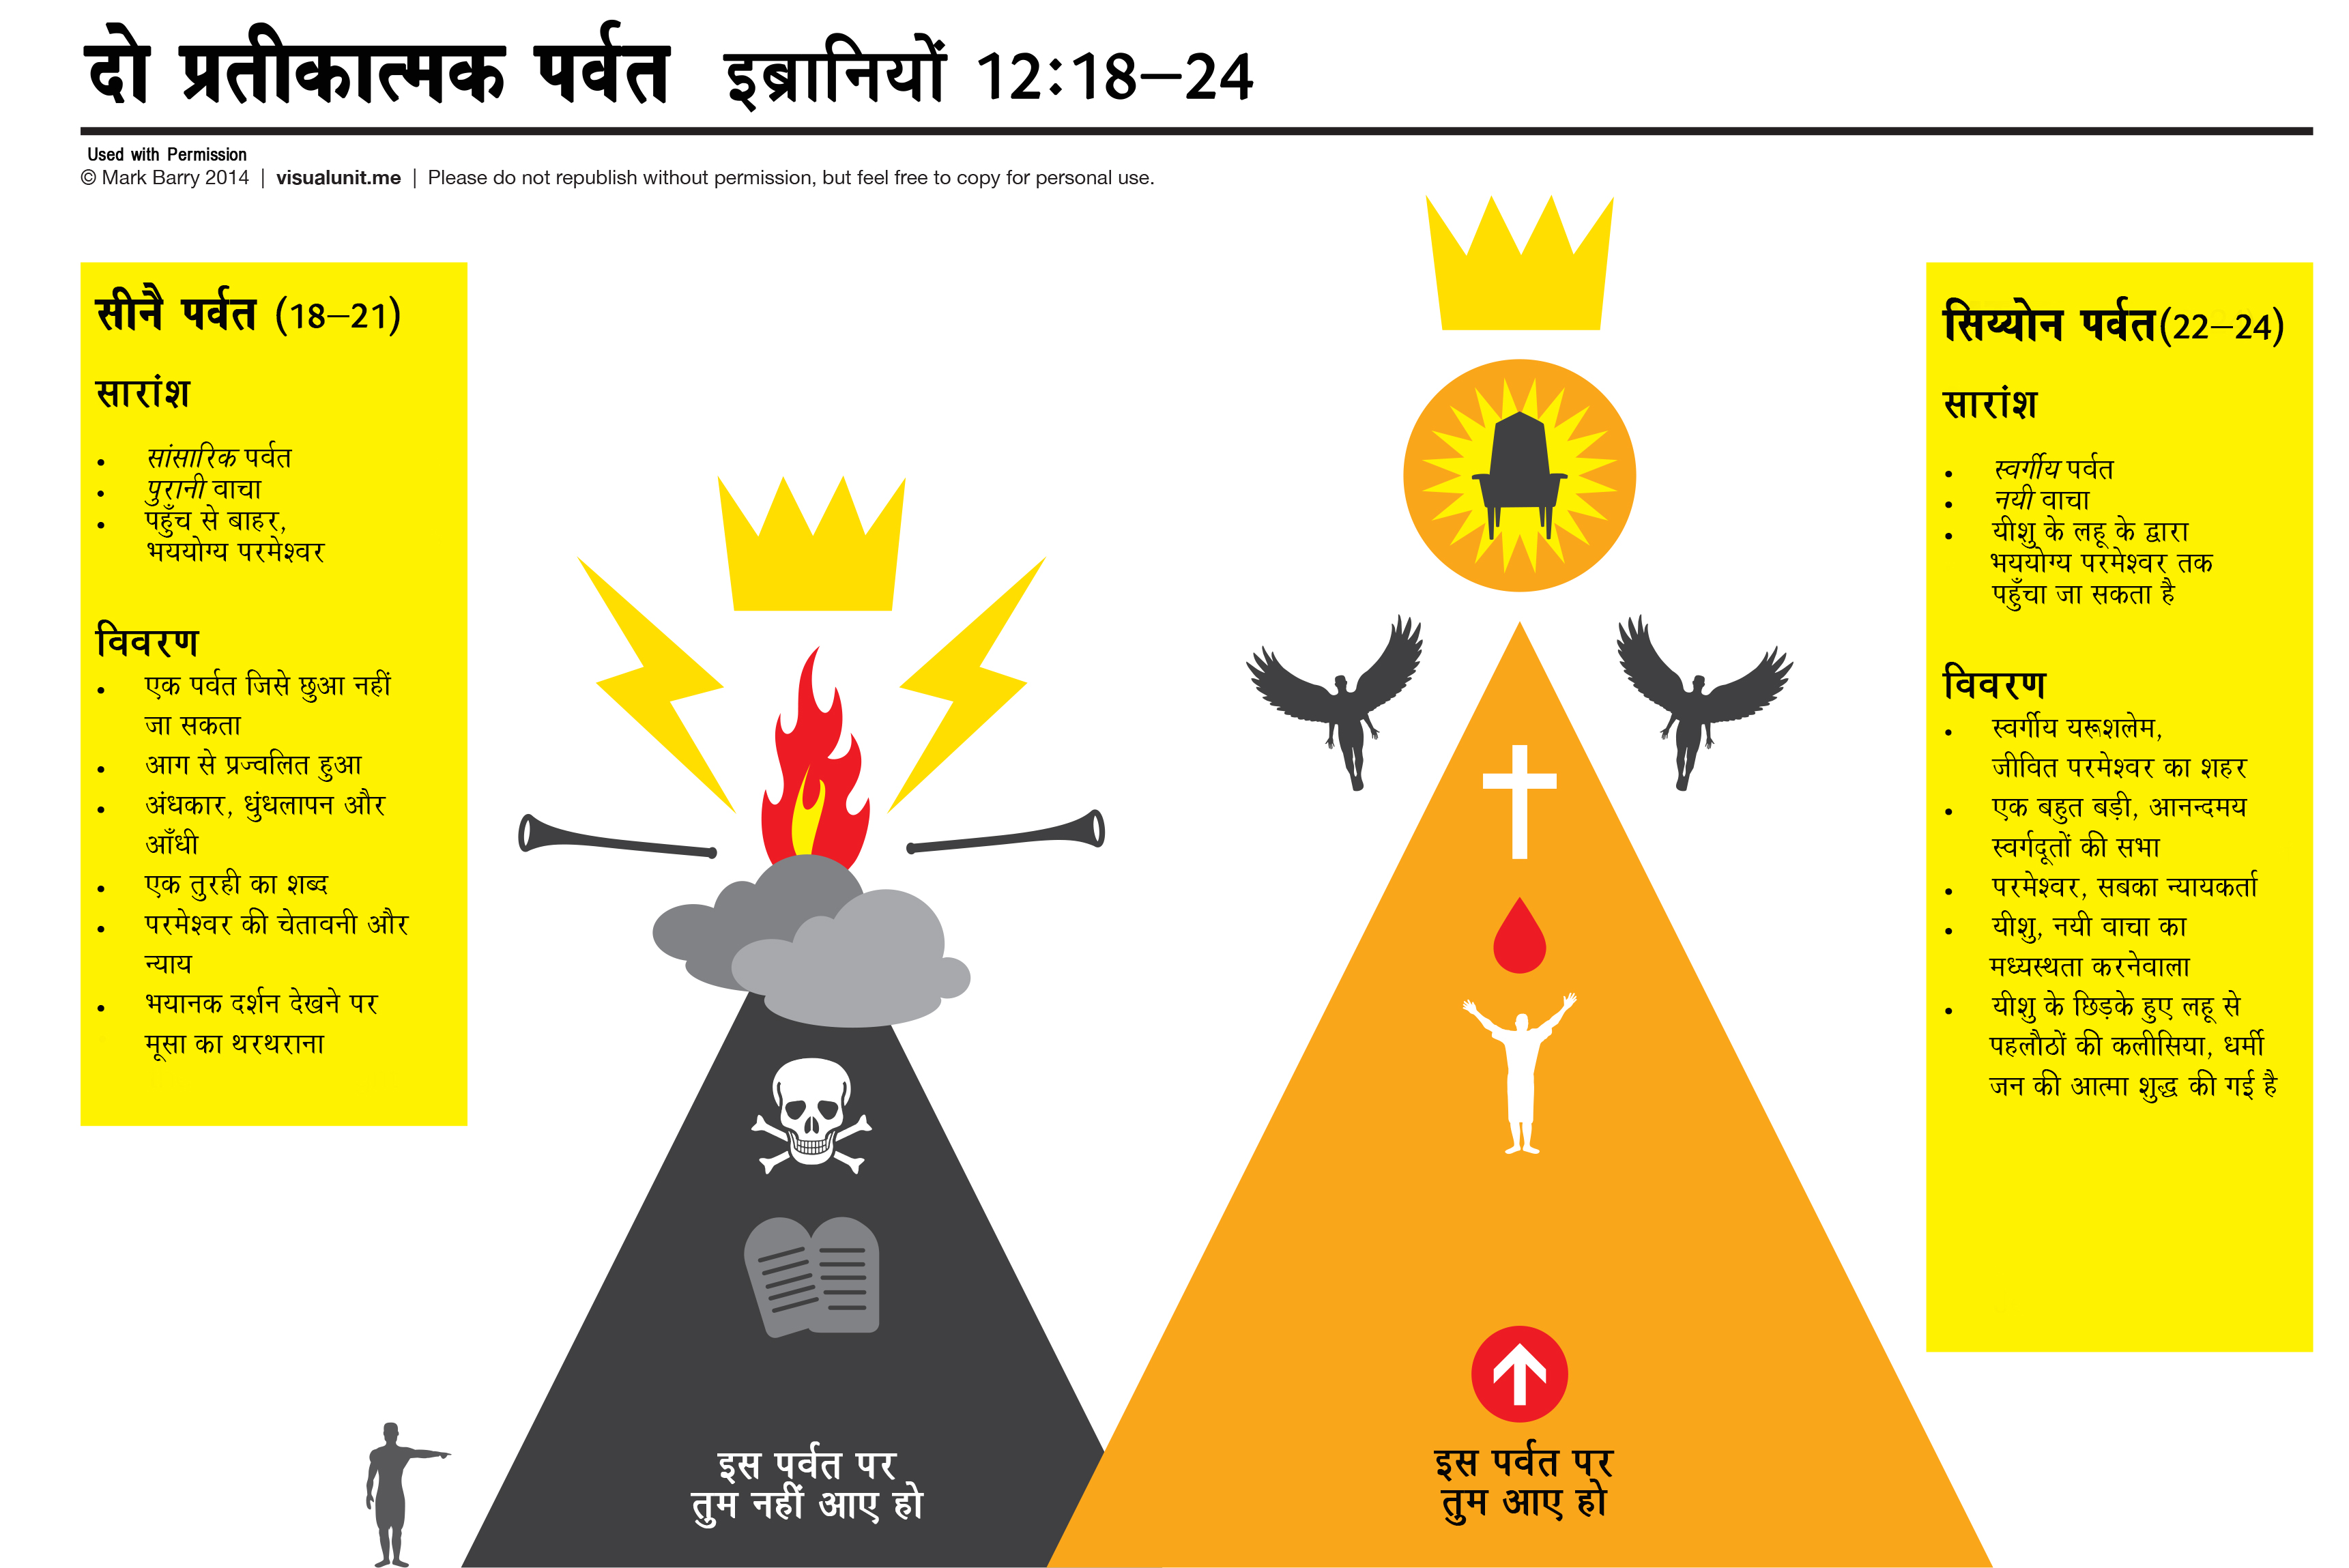 दो प्रतीकात्मक पर्वत इब्रानियों 12:18–24
Used with Permission
© Mark Barry 2014 | visualunit.me | Please do not republish without permission, but feel free to copy for personal use.
सीनै पर्वत (18–21)
सारांश
• सांसारिक पर्वत
• पुरानी वाचा
• पहुँच से बाहर,
भययोग्य परमेश्वर
विवरण
• एक पर्वत जिसे छुआ नहीं
जा सकता
• आग से प्रज्वलित हुआ
• अंधकार, धुंधलापन और
आँधी
• एक तुरही का शब्द
• परमेश्वर की चेतावनी और
न्याय
• भयानक दर्शन देखने पर
मूसा का थरथराना
इस पर्वत पर
तुम नहीं आए हो
इस पर्वत पर
तुम आए हो
सिय्योन पर्वत(22–24)
सारांश
• स्वर्गीय पर्वत
• नयी वाचा
• यीशु के लहू के द्वारा
भययोग्य परमेश्वर तक
पहुँचा जा सकता है
विवरण
• स्वर्गीय यरूशलेम,
जीवित परमेश्वर का शहर
• एक बहुत बड़ी, आनन्दमय
स्वर्गदूतों की सभा
• परमेश्वर, सबका न्यायकर्ता
• यीशु, नयी वाचा का
मध्यस्थता करनेवाला
• यीशु के छिड़के हुए लहू से
पहलौठों की कलीसिया, धर्मी
जन की आत्मा शुद्ध की गई है